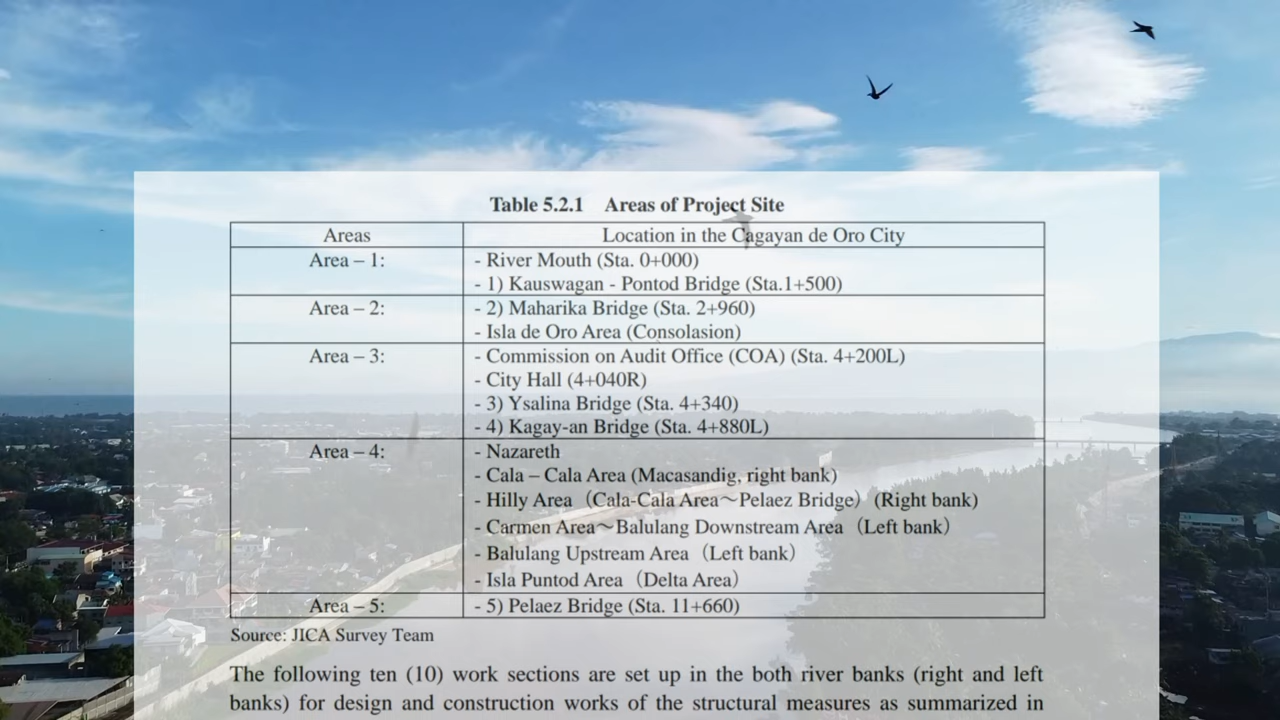 Table 5.2.1 Areas of Project Site
Areas Location in the Cagayan de Oro City
Area – 1: - River Mouth (Sta. 0+000)
- 1) Kauswagan - Pontod Bridge (Sta.1+500)
Area – 2: - 2) Maharika Bridge (Sta. 2+960)
- Isla de Oro Area (Consolasion)
Area – 3: - Commission on Audit Office (COA) (Sta. 4+200L)
- City Hall (4+040R)
- 3) Ysalina Bridge (Sta. 4+340)
- 4) Kagay-an Bridge (Sta. 4+880L)
Area – 4: - Nazareth
- Cala – Cala Area (Macasandig, right bank)
- Hilly Area（Cala-Cala Area～Pelaez Bridge）(Right bank)
- Carmen Area～Balulang Downstream Area（Left bank）
- Balulang Upstream Area（Left bank）
- Isla Puntod Area（Delta Area）
Area – 5: - 5) Pelaez Bridge (Sta. 11+660)
Source: JICA Survey Team
The following ten (10) work sections are set up in the both river banks (right and left
banks) for design and construction works of the structural measures as summarized in